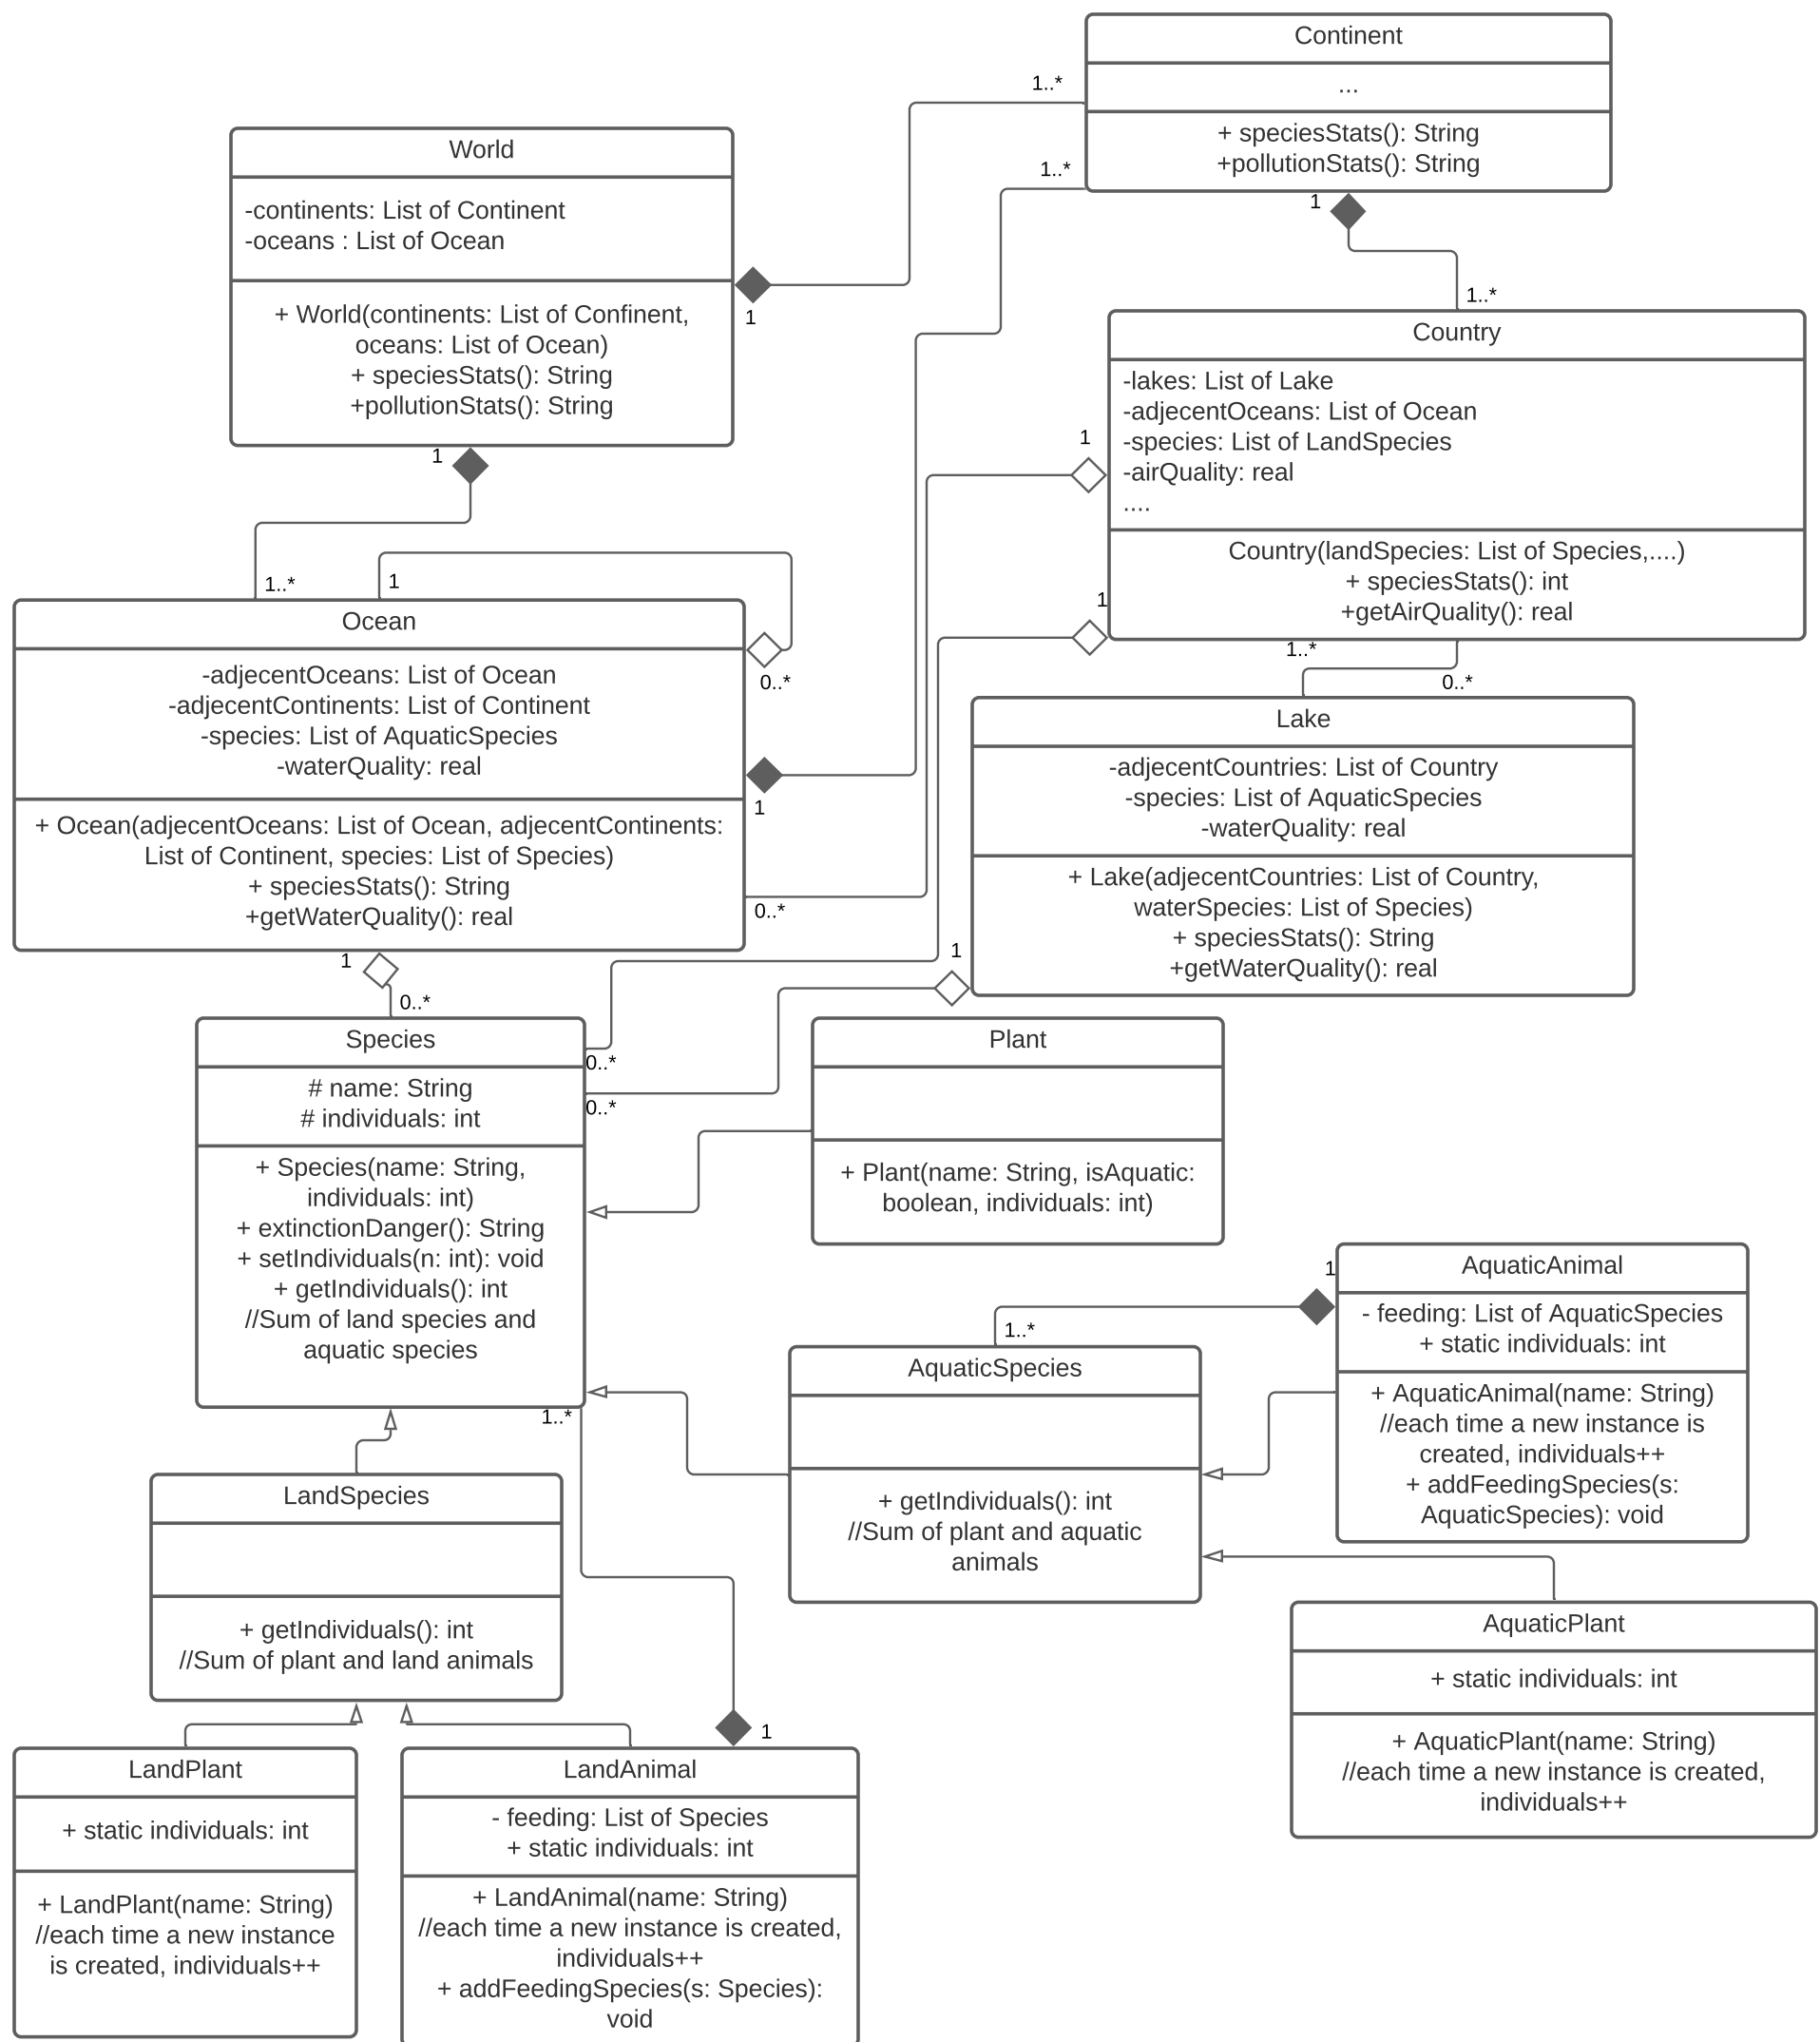 Continent
...
+ speciesStats(): String
+pollutionStats(): String
1..*
1..*
1
1..*
World
-continents: List of Continent
-oceans : List of Ocean
+ World(continents: List of Confinent,
oceans: List of Ocean)
+ speciesStats(): String
+pollutionStats(): String
1
1
1..*
Country
-lakes: List of Lake
-adjecentOceans: List of Ocean
-species: List of LandSpecies
-airQuality: real
....
Country(landSpecies: List of Species,....)
+ speciesStats(): int
+getAirQuality(): real
1
1
1..*
0..*
1
0..*
Ocean
-adjecentOceans: List of Ocean
-adjecentContinents: List of Continent
-species: List of AquaticSpecies
-waterQuality: real
+ Ocean(adjecentOceans: List of Ocean, adjecentContinents:
List of Continent, species: List of Species)
+ speciesStats(): String
+getWaterQuality(): real
1
0..*
1
0..*
Lake
-adjecentCountries: List of Country
-species: List of AquaticSpecies
-waterQuality: real
+ Lake(adjecentCountries: List of Country,
waterSpecies: List of Species)
+ speciesStats(): String
+getWaterQuality(): real
1
Species
# name: String
# individuals: int
+ Species(name: String,
individuals: int)
+ extinctionDanger(): String
+ setIndividuals(n: int): void
+ getIndividuals(): int
//Sum of land species and
aquatic species
0..*
0..*
1..*
Plant
+ Plant(name: String, isAquatic:
boolean, individuals: int)
AquaticAnimal
- feeding: List of AquaticSpecies
+ static individuals: int
+ AquaticAnimal(name: String)
//each time a new instance is
created, individuals++
+ addFeedingSpecies(s:
AquaticSpecies): void
1
1..*
AquaticSpecies
+ getIndividuals(): int
//Sum of plant and aquatic
animals
LandSpecies
+ getIndividuals(): int
//Sum of plant and land animals
AquaticPlant
+ static individuals: int
+ AquaticPlant(name: String)
//each time a new instance is created,
individuals++
LandPlant
+ static individuals: int
+ LandPlant(name: String)
//each time a new instance
is created, individuals++
1
LandAnimal
- feeding: List of Species
+ static individuals: int
+ LandAnimal(name: String)
//each time a new instance is created,
individuals++
+ addFeedingSpecies(s: Species):
void